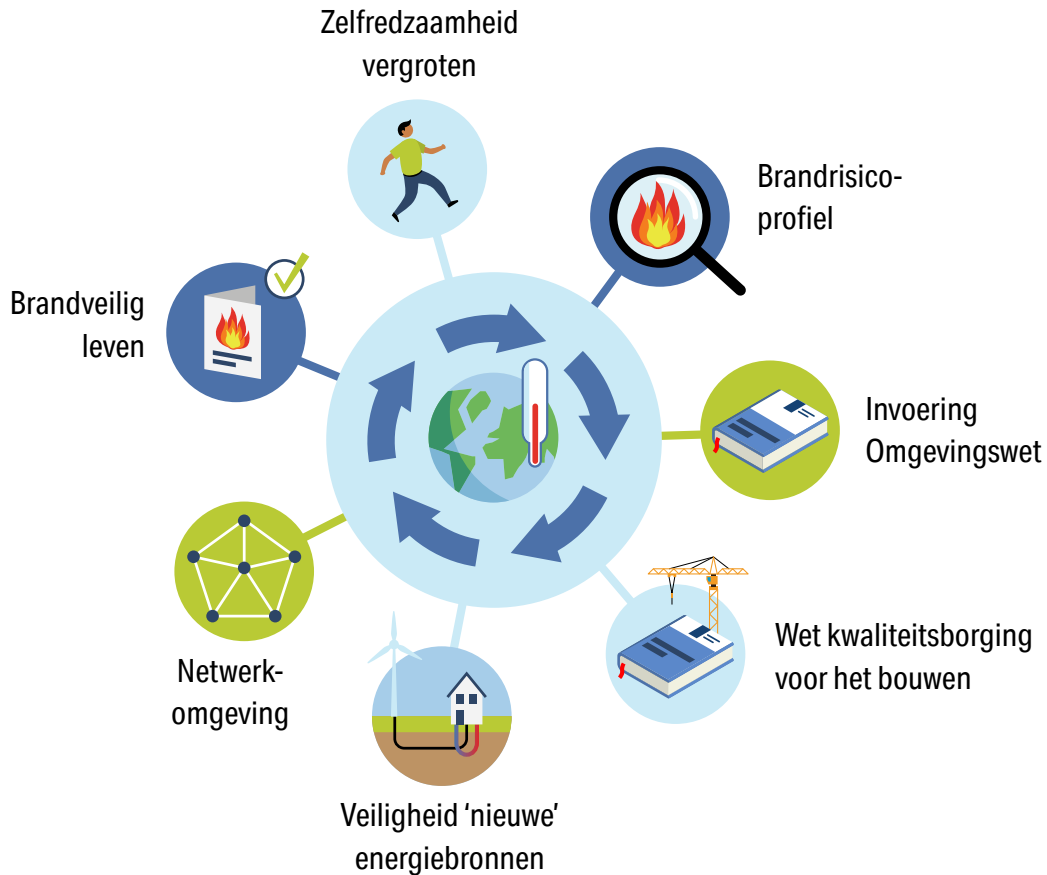 Zelfredzaamheid
vergroten
Brandrisico-
profiel
Brandveilig
leven
Invoering
Omgevingswet
Wet kwaliteitsborging
voor het bouwen
Netwerk-
omgeving
Veiligheid ‘nieuwe’
energiebronnen